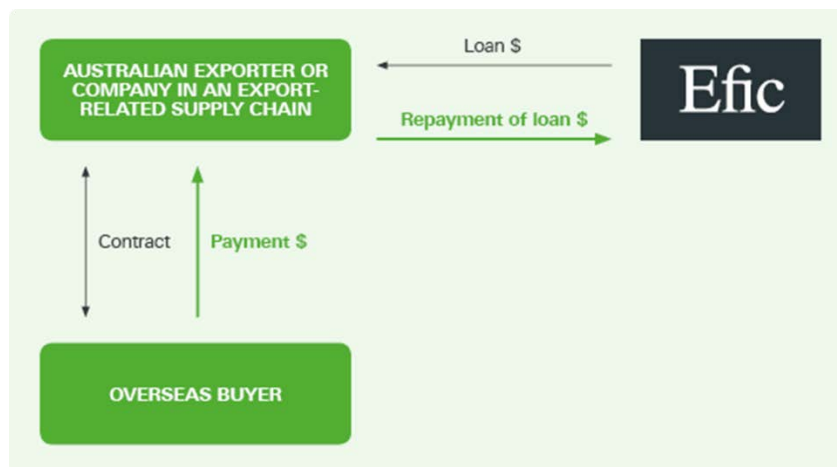 AUSTRALIAN EXPORTER OR
COMPANY IN AN EXPORT-
RELATED SUPPLY CHAIN
Loan $
Efic
Repayment of loan $
Contract
Payment $
OVERSEAS BUYER